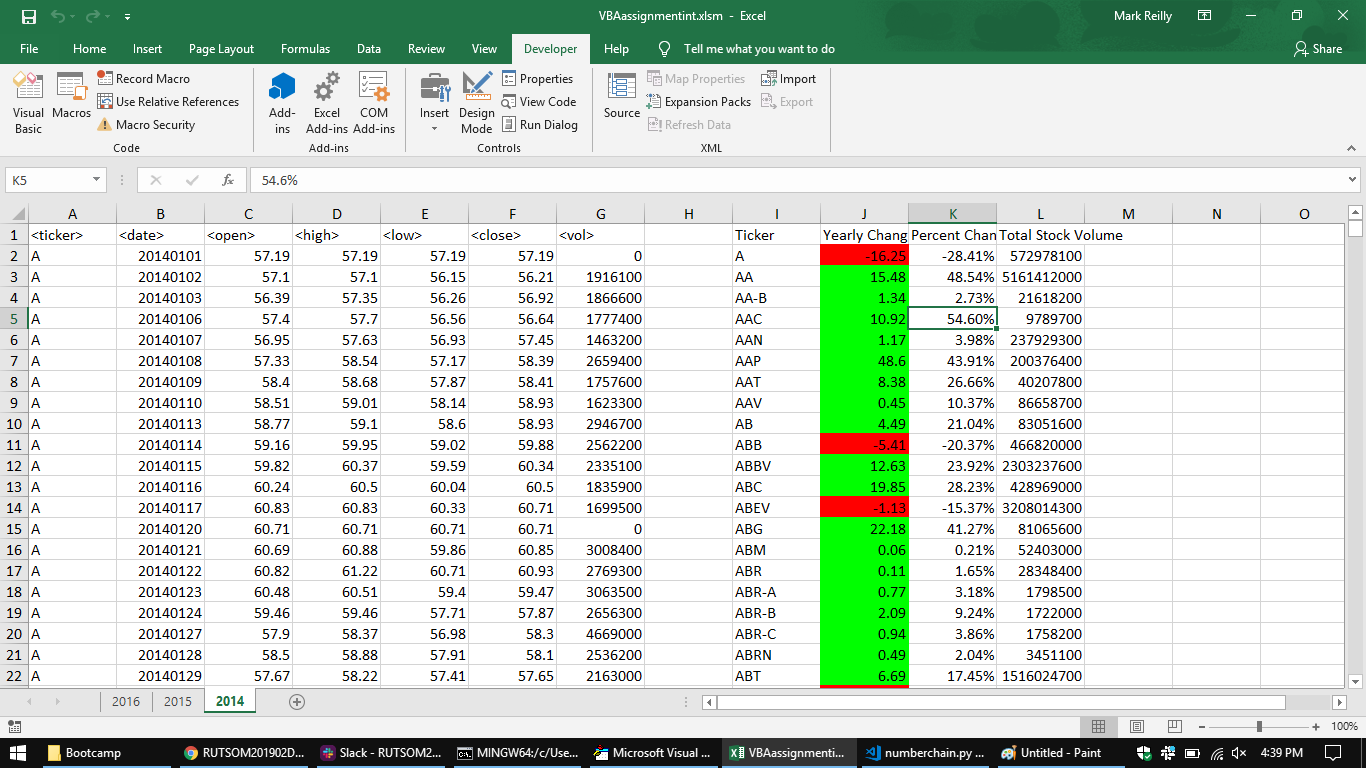 VBAassignmentint.xlsm - Excel
Mark Reilly
File Home Insert Page Layout Formulas Data Review View Developer Help Tell me what you want to do Share
Visual Basic
Macros
Record Macro
Use Relative References
Macro Security
Code
Add-ins
Excel Add-ins
COM Add-ins
Add-ins
Insert
Design Mode
Properties
View Code
Run Dialog
Controls
Source
Map Properties
Expansion Packs
Refresh Data
Import
Export
XML
K5 fx 54.6%
A B C D E F G H I J K L M N O
1 <ticker> <date> <open> <high> <low> <close> <vol> Ticker Yearly Chang Percent Chan Total Stock Volume
2 A 20140101 57.19 57.19 57.19 57.19 0 A -16.25 -28.41% 572978100
3 A 20140102 57.1 57.1 56.15 56.21 1916100 AA 15.48 48.54% 5161412000
4 A 20140103 56.39 57.35 56.26 56.92 1866600 AA-B 1.34 2.73% 21618200
5 A 20140106 57.4 57.7 56.56 56.64 1777400 AAC 10.92 54.60% 9789700
6 A 20140107 56.95 57.63 56.93 57.45 1463200 AAN 1.17 3.98% 237929300
7 A 20140108 57.33 58.54 57.17 58.39 2659400 AAP 48.6 43.91% 200376400
8 A 20140109 58.4 58.68 57.87 58.41 1757600 AAT 8.38 26.66% 40207800
9 A 20140110 58.51 59.01 58.14 58.93 1623300 AAV 0.45 10.37% 86658700
10 A 20140113 58.77 59.1 58.6 58.93 2946700 AB 4.49 21.04% 83051600
11 A 20140114 59.16 59.95 59.02 59.88 2562200 ABB -5.41 -20.37% 466820000
12 A 20140115 59.82 60.37 59.59 60.34 2335100 ABBV 12.63 23.92% 2303237600
13 A 20140116 60.24 60.5 60.04 60.5 1835900 ABC 19.85 28.23% 428969000
14 A 20140117 60.83 60.83 60.33 60.71 1699500 ABEV -1.13 -15.37% 3208014300
15 A 20140120 60.71 60.71 60.71 60.71 0 ABG 22.18 41.27% 81065600
16 A 20140121 60.69 60.88 59.86 60.85 3008400 ABM 0.06 0.21% 52403000
17 A 20140122 60.82 61.22 60.71 60.93 2769300 ABR 0.11 1.65% 28348400
18 A 20140123 60.48 60.51 59.4 59.47 3063500 ABR-A 0.77 3.18% 1798500
19 A 20140124 59.46 59.46 57.71 57.87 2656300 ABR-B 2.09 9.24% 1722000
20 A 20140127 57.9 58.37 56.98 58.3 4669000 ABR-C 0.94 3.86% 1758200
21 A 20140128 58.5 58.88 57.91 58.1 2536200 ABRN 0.49 2.04% 3451100
22 A 20140129 57.67 58.22 57.41 57.65 2163000 ABT 6.69 17.45% 1516024700
2016 2015 2014
100%
Bootcamp RUTSOM201902D... Slack - RUTSOM2... MINGW64:/c/Use... Microsoft Visual ... VBAassignmenti... numberchain.py ... Untitled - Paint 4:39 PM